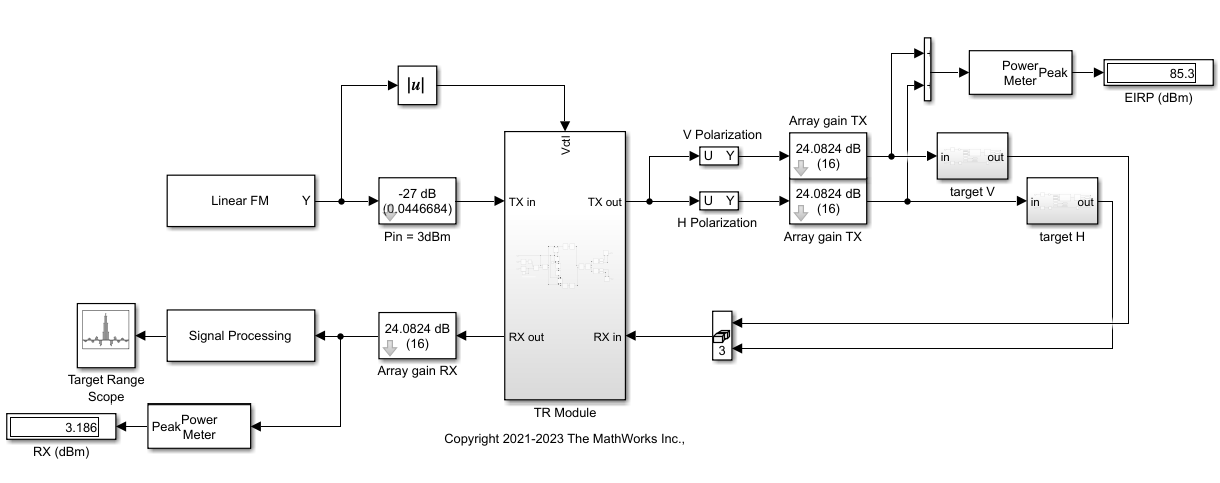 Power
Meter
Peak
85.3
EIRP (dBm)
|u|
Vctl
V Polarization
U Y
Array gain TX
24.0824 dB
(16)
in
out
target V
Linear FM
Y
-27 dB
(0.0446684)
Pin = 3dBm
TX in
TX out
U Y
H Polarization
24.0824 dB
(16)
Array gain TX
in
out
target H
Target Range
Scope
Signal Processing
24.0824 dB
(16)
Array gain RX
RX out
RX in
3
TR Module
3.186
RX (dBm)
Peak
Power
Meter
Copyright 2021-2023 The MathWorks Inc.,